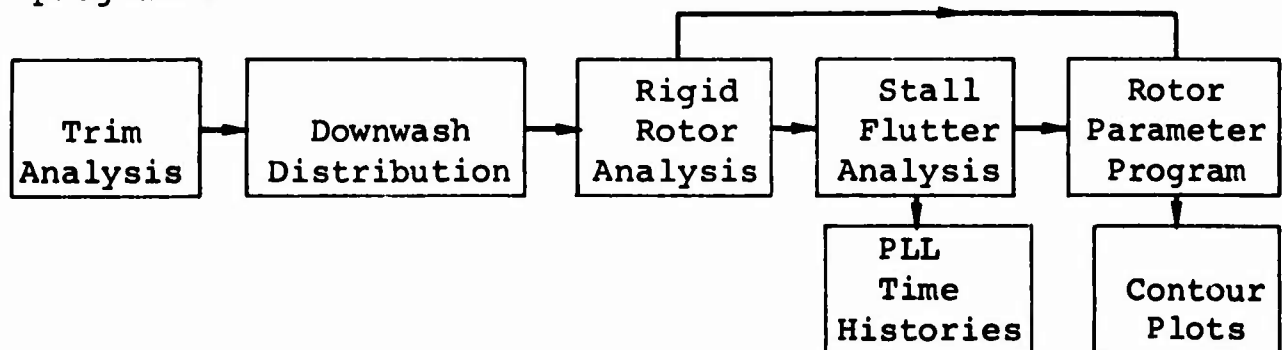 Trim
Analysis
Downwash
Distribution
Rigid
Rotor
Analysis
Stall
Flutter
Analysis
Rotor
Parameter
Program
PLL
Time
Histories
Contour
Plots